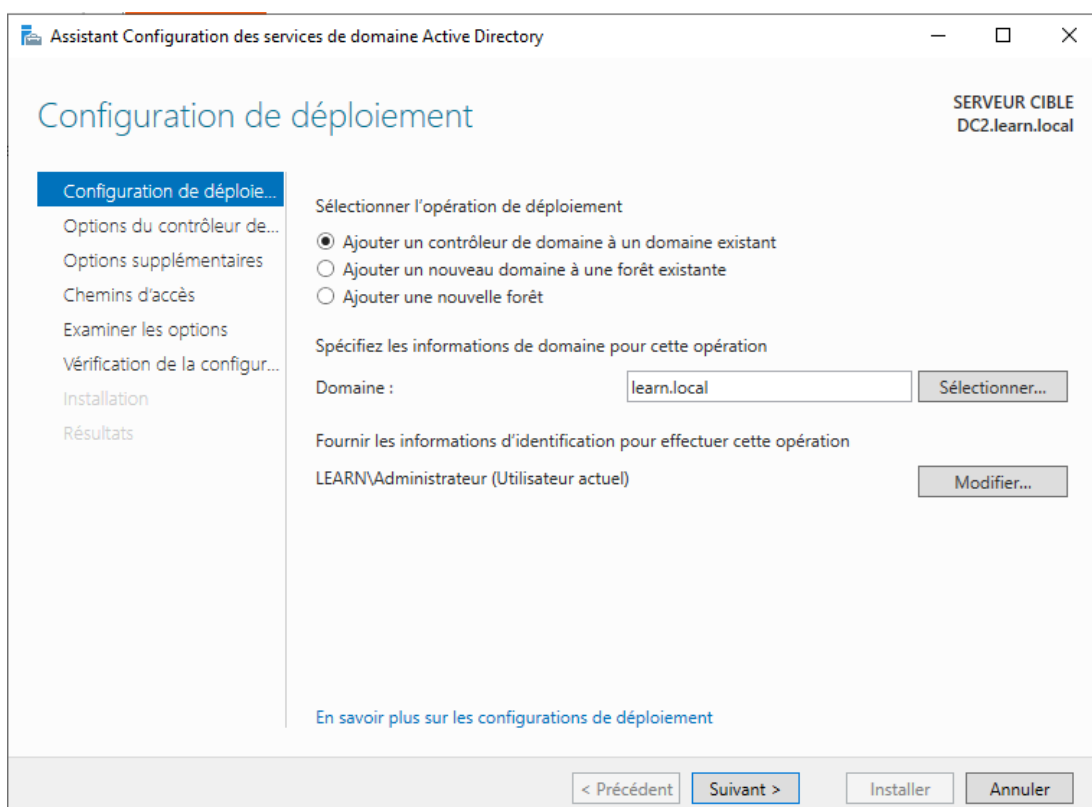 Assistant Configuration des services de domaine Active Directory
Configuration de déploiement
SERVEUR CIBLE
DC2.learn.local
Configuration de déploie...
Options du contrôleur de...
Options supplémentaires
Chemins d'accès
Examiner les options
Vérification de la configur...
Installation
Résultats
Sélectionner l'opération de déploiement
Ajouter un contrôleur de domaine à un domaine existant
Ajouter un nouveau domaine à une forêt existante
Ajouter une nouvelle forêt
Spécifiez les informations de domaine pour cette opération
Domaine : learn.local Sélectionner...
Fournir les informations d'identification pour effectuer cette opération
LEARN\Administrateur (Utilisateur actuel) Modifier...
En savoir plus sur les configurations de déploiement
< Précédent Suivant > Installer Annuler